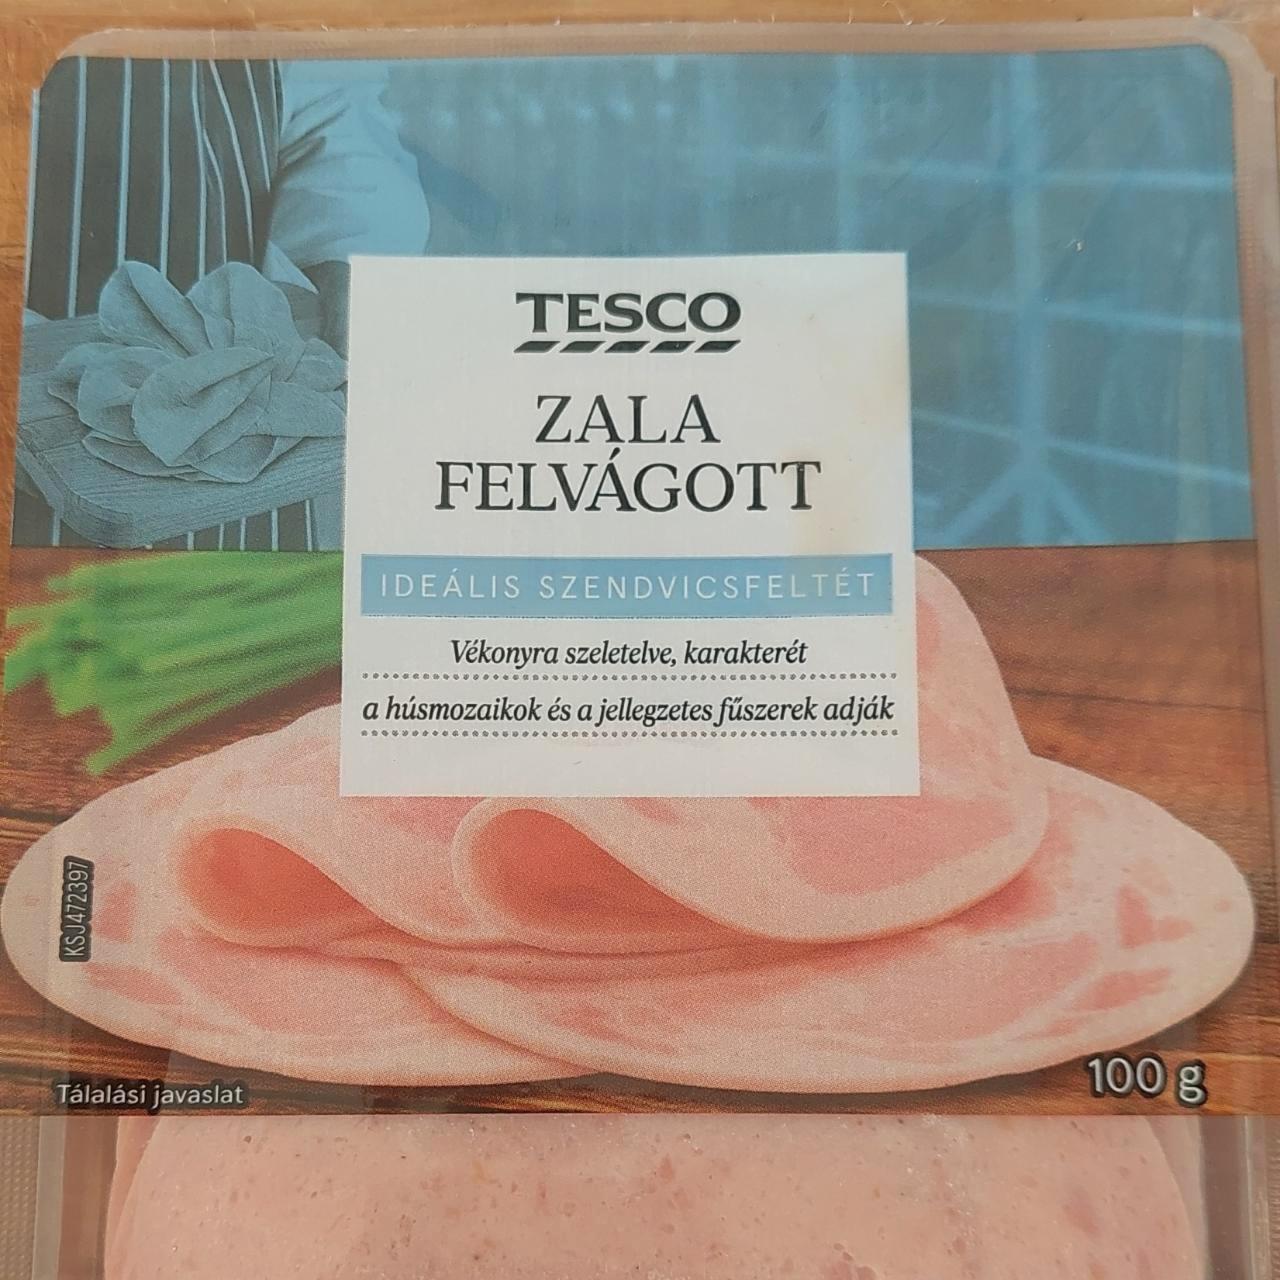 TESCO
ZALA
FELVÁGOTT
IDEÁLIS SZENDVICSFELTÉT
Vékonyra szeletelve, karakterét
a húsmozaikok és a jellegzetes fűszerek adják
KSJ472397
Tálalási javaslat
100 g